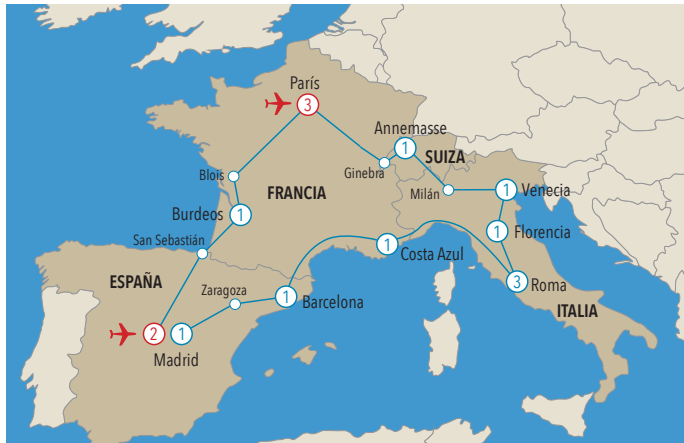 París
3
Annemasse
1
Ginebra
SUIZA
Blois
FRANCIA
Milán
1
Venecia
Burdeos
1
1
Florencia
San Sebastián
1
Costa Azul
ESPAÑA
Zaragoza
1
Barcelona
3
Roma
ITALIA
2
1
Madrid